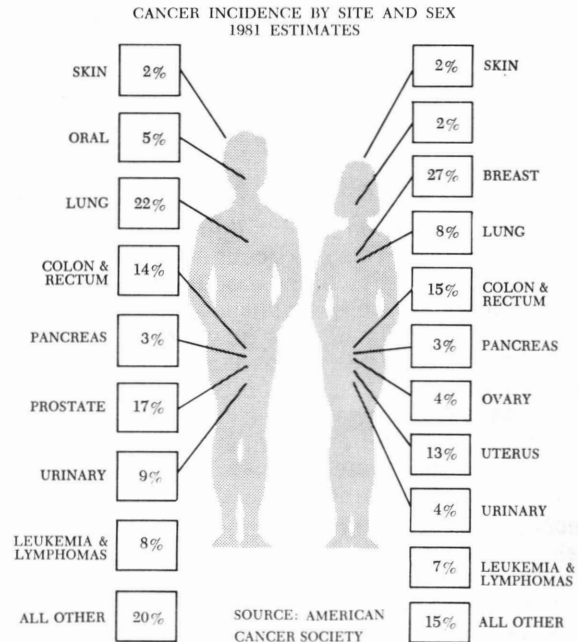 CANCER INCIDENCE BY SITE AND SEX
1981 ESTIMATES
SKIN 2%
ORAL 5%
LUNG 22%
COLON &
RECTUM 14%
PANCREAS 3%
PROSTATE 17%
URINARY 9%
LEUKEMIA &
LYMPHOMAS 8%
ALL OTHER 20%
2% SKIN
2%
27% BREAST
8% LUNG
15% COLON &
RECTUM
3% PANCREAS
4% OVARY
13% UTERUS
4% URINARY
7% LEUKEMIA &
LYMPHOMAS
15% ALL OTHER
SOURCE: AMERICAN
CANCER SOCIETY